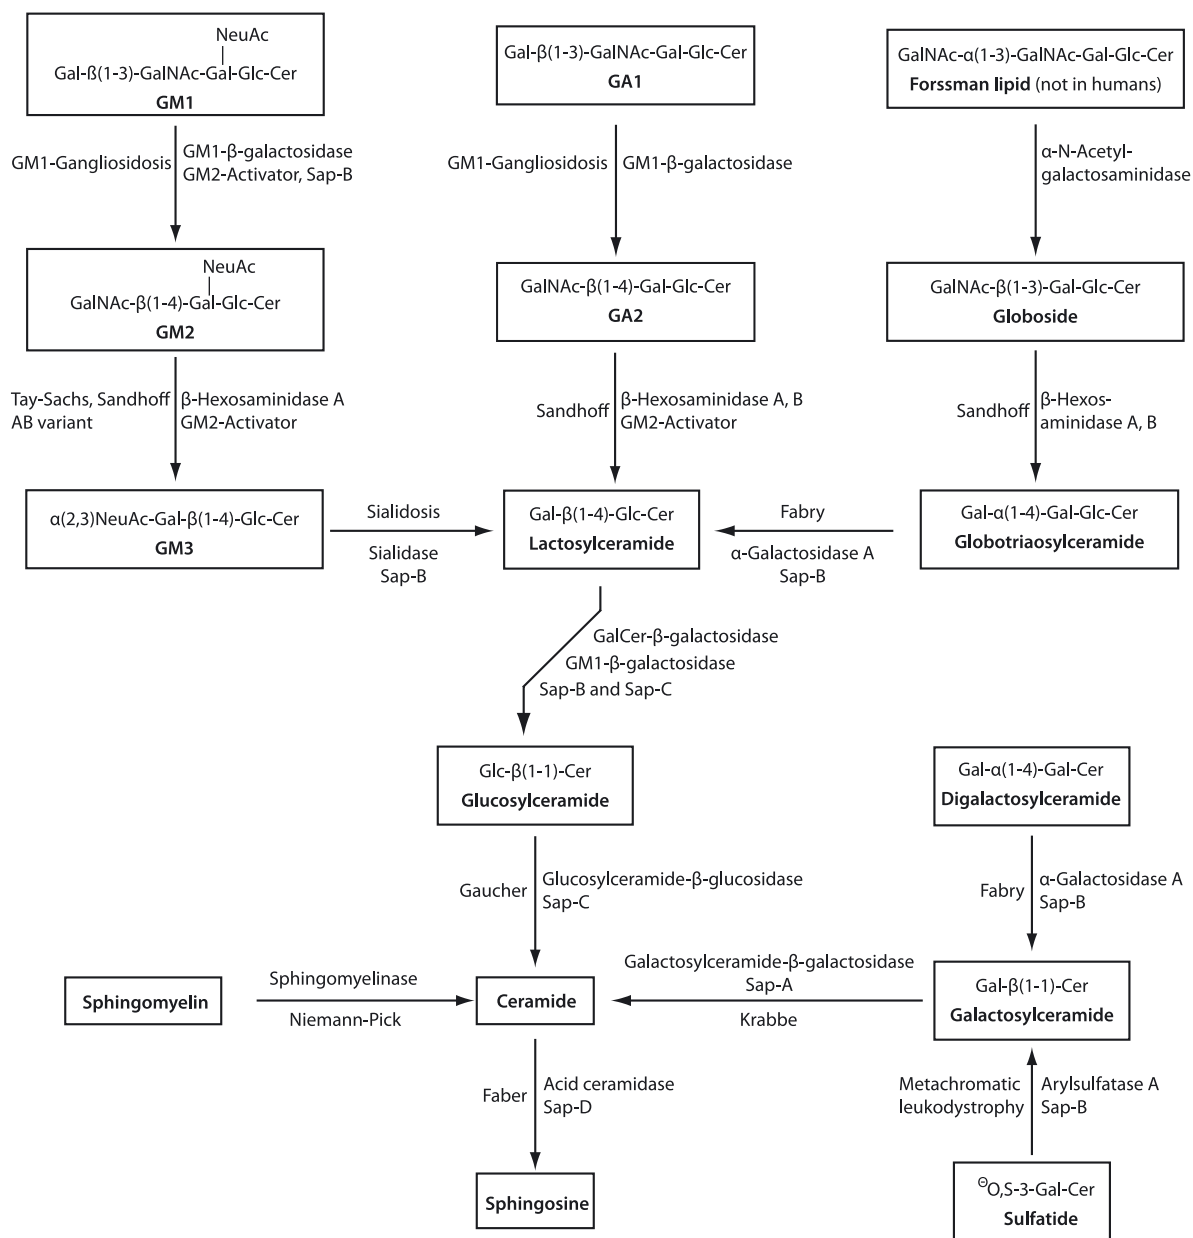 NeuAc
Gal-ß(1-3)-GalNAc-Gal-Glc-Cer
GM1
Gal-β(1-3)-GalNAc-Gal-Glc-Cer
GA1
GalNAc-α(1-3)-GalNAc-Gal-Glc-Cer
Forssman lipid (not in humans)
GM1-Gangliosidosis
GM1-β-galactosidase
GM2-Activator, Sap-B
GM1-Gangliosidosis
GM1-β-galactosidase
α-N-Acetyl-
galactosaminidase
NeuAc
GalNAc-β(1-4)-Gal-Glc-Cer
GM2
GalNAc-β(1-4)-Gal-Glc-Cer
GA2
GalNAc-β(1-3)-Gal-Glc-Cer
Globoside
Tay-Sachs, Sandhoff
AB variant
β-Hexosaminidase A
GM2-Activator
Sandhoff
β-Hexosaminidase A, B
GM2-Activator
Sandhoff
β-Hexos-
aminidase A, B
α(2,3)NeuAc-Gal-β(1-4)-Glc-Cer
GM3
Sialidosis
Sialidase
Sap-B
Gal-β(1-4)-Glc-Cer
Lactosylceramide
Fabry
α-Galactosidase A
Sap-B
Gal-α(1-4)-Gal-Glc-Cer
Globotriaosylceramide
GalCer-β-galactosidase
GM1-β-galactosidase
Sap-B and Sap-C
Glc-β(1-1)-Cer
Glucosylceramide
Gal-α(1-4)-Gal-Cer
Digalactosylceramide
Gaucher
Glucosylceramide-β-glucosidase
Sap-C
Fabry
α-Galactosidase A
Sap-B
Sphingomyelin
Sphingomyelinase
Niemann-Pick
Ceramide
Galactosylceramide-β-galactosidase
Sap-A
Krabbe
Gal-β(1-1)-Cer
Galactosylceramide
Faber
Acid ceramidase
Sap-D
Metachromatic
leukodystrophy
Arylsulfatase A
Sap-B
Sphingosine
⊖O,S-3-Gal-Cer
Sulfatide